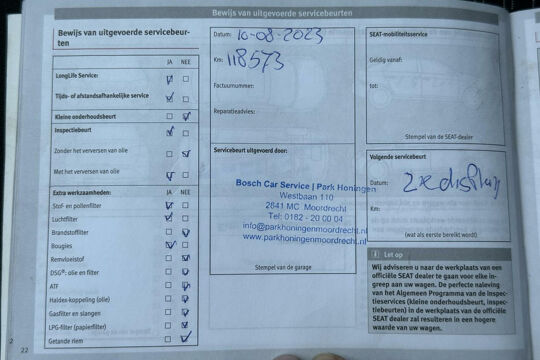 Bewijs van uitgevoerde servicebeurten
Bewijs van uitgevoerde servicebeur-
ten
JA NEE
LongLife Service:
Tijds- of afstandsafhankelijke service
Kleine onderhoudsbeurt
Inspectiebeurt
Zonder het verversen van olie
Met het verversen van olie
Extra werkzaamheden: JA NEE
Stof- en pollenfilter
Luchtfilter
Brandstoffilter
Bougies
Remvloeistof
DSG®: olie en filter
ATF
Haldex-koppeling (olie)
Gasfilter en slangen
LPG-filter (papierfilter)
Getande riem
22
2
Datum: 10-08-2023
Km: 118573
Factuurnummer:
Reparatieadvies:
Servicebeurt uitgevoerd door:
Bosch Car Service | Park Honingen
Westbaan 110
2841 MC Moordrecht
Tel: 0182 - 20 00 04
info@parkhoningenmoordrecht.nl
www.parkhoningenmoordrecht.nl
Stempel van de garage
SEAT-mobiliteitsservice
Geldig vanaf:
tot:
Stempel van de SEAT-dealer
Volgende servicebeurt
Datum: Zie display
Km:
(wat als eerste bereikt wordt)
i Let op
Wij adviseren u naar de werkplaats van een
officiële SEAT dealer te gaan voor elke in-
greep aan uw wagen. De perfecte naleving
van het Algemeen Programma van de Inspec-
tieservices (kleine onderhoudsbeurt, inspec-
tiebeurten) in de werkplaats van de officiële
SEAT dealer zal resulteren in een hogere
waarde van uw wagen.